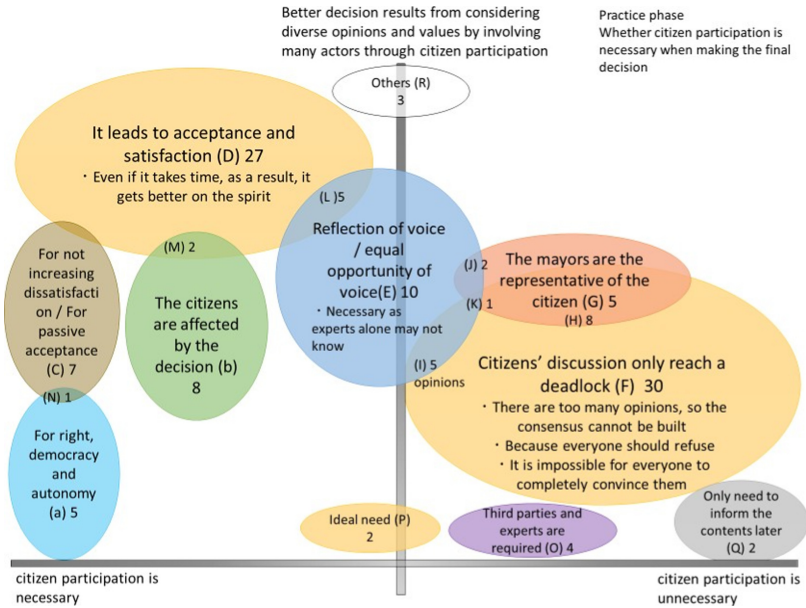 Better decision results from considering
diverse opinions and values by involving
many actors through citizen participation
Practice phase
Whether citizen participation is
necessary when making the final
decision
Others (R)
3
It leads to acceptance and
satisfaction (D) 27
・Even if it takes time, as a result, it
gets better on the spirit
(L )5
Reflection of voice
/ equal
opportunity of
voice(E) 10
・ Necessary as
experts alone may not
know
(M) 2
The citizens
are affected
by the
decision (b)
8
For not
increasing
dissatisfacti
on / For
passive
acceptance
(C) 7
(N) 1
For right,
democracy
and
autonomy
(a) 5
(J) 2
The mayors are the
representative of the
citizen (G) 5
(K) 1
(H) 8
(I) 5
opinions
Citizens’ discussion only reach a
deadlock (F) 30
・There are too many opinions, so the
consensus cannot be built
・Because everyone should refuse
・It is impossible for everyone to
completely convince them
Ideal need (P)
2
Third parties and
experts are
required (O) 4
Only need to
inform the
contents later
(Q) 2
citizen participation is
necessary
citizen participation is
unnecessary